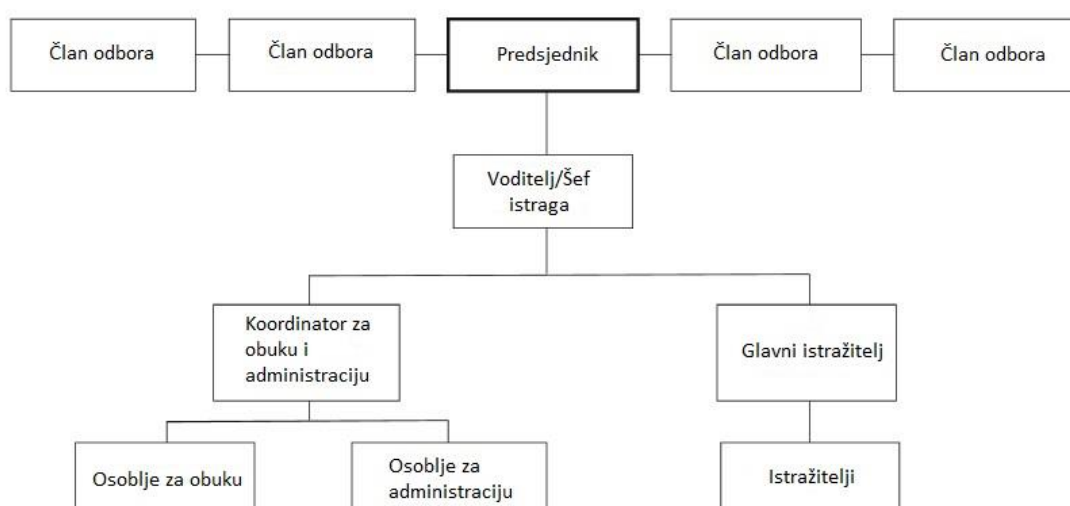 Član odbora
Član odbora
Predsjednik
Član odbora
Član odbora
Voditelj/Šef
istraga
Koordinator za
obuku i
administraciju
Glavni istražitelj
Osoblje za obuku
Osoblje za
administraciju
Istražitelji